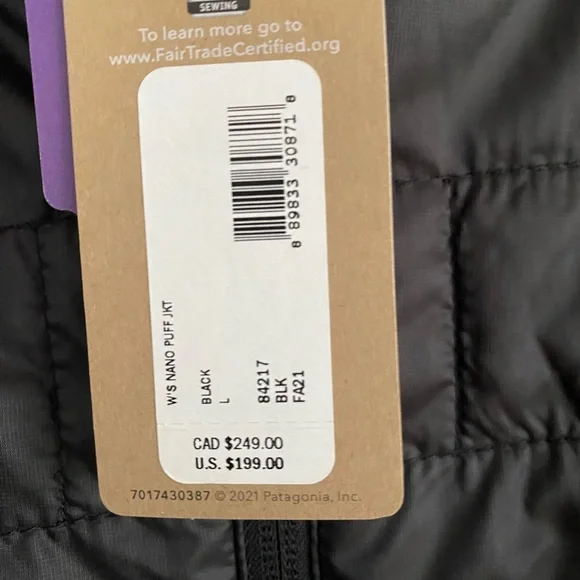 SEWING
To learn more go to
www.FairTradeCertified.org
8 89833 30871 8
W'S NANO PUFF JKT
BLACK
L
84217
BLK
FA21
CAD $249.00
U.S. $199.00
7017430387 © 2021 Patagonia, Inc.